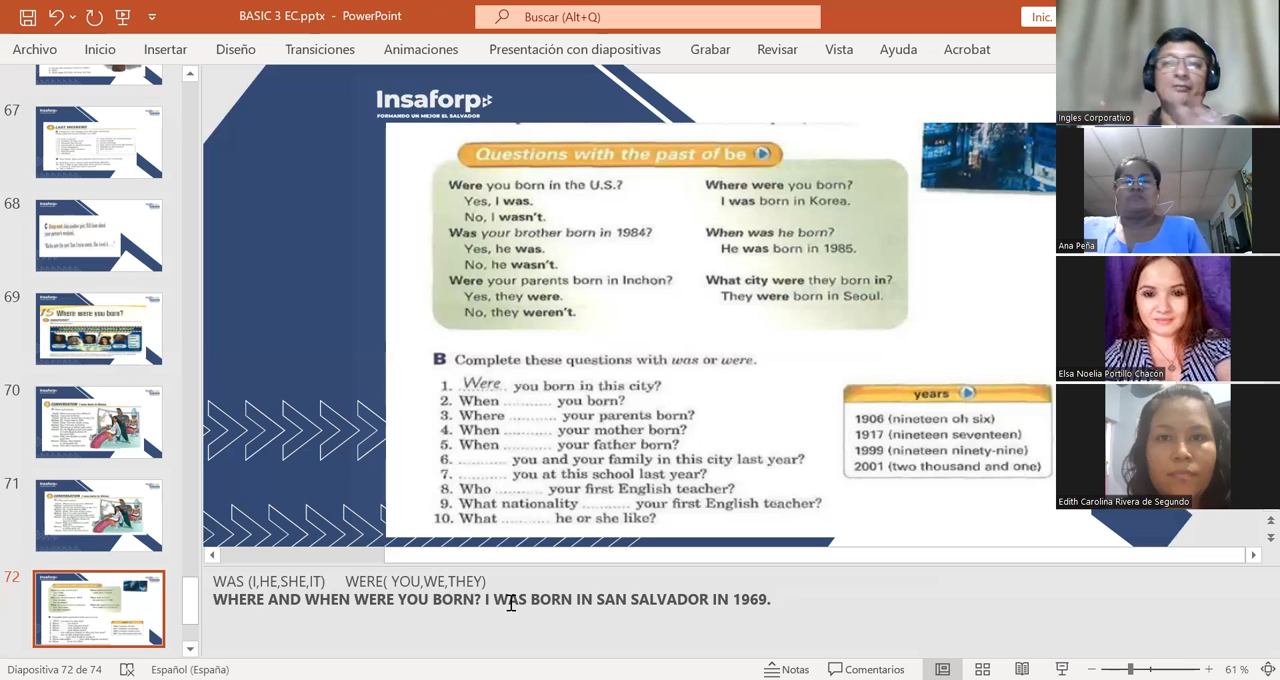 BASIC 3 EC.pptx - PowerPoint
Buscar (Alt+Q)
Inic.
Archivo Inicio Insertar Diseño Transiciones Animaciones Presentación con diapositivas Grabar Revisar Vista Ayuda Acrobat
67
68
69
70
71
72
Where were you born?
Insaforp
FORMANDO UN MEJOR EL SALVADOR
Questions with the past of be
Were you born in the U.S.?
Yes, I was.
No, I wasn't.
Was your brother born in 1984?
Yes, he was.
No, he wasn't.
Were your parents born in Inchon?
Yes, they were.
No, they weren't.
Where were you born?
I was born in Korea.
When was he born?
He was born in 1985.
What city were they born in?
They were born in Seoul.
B Complete these questions with was or were.
1. Were you born in this city?
2. When .......... you born?
3. Where .......... your parents born?
4. When .......... your mother born?
5. When .......... your father born?
6. .......... you and your family in this city last year?
7. .......... you at this school last year?
8. Who .......... your first English teacher?
9. What nationality .......... your first English teacher?
10. What .......... he or she like?
years
1906 (nineteen oh six)
1917 (nineteen seventeen)
1999 (nineteen ninety-nine)
2001 (two thousand and one)
Ingles Corporativo
Ana Peña
Elsa Noelia Portillo Chacón
Edith Carolina Rivera de Segundo
WAS (I,HE,SHE,IT) WERE( YOU,WE,THEY)
WHERE AND WHEN WERE YOU BORN? I WAS BORN IN SAN SALVADOR IN 1969.
Diapositiva 72 de 74 Español (España) Notas Comentarios 61 %